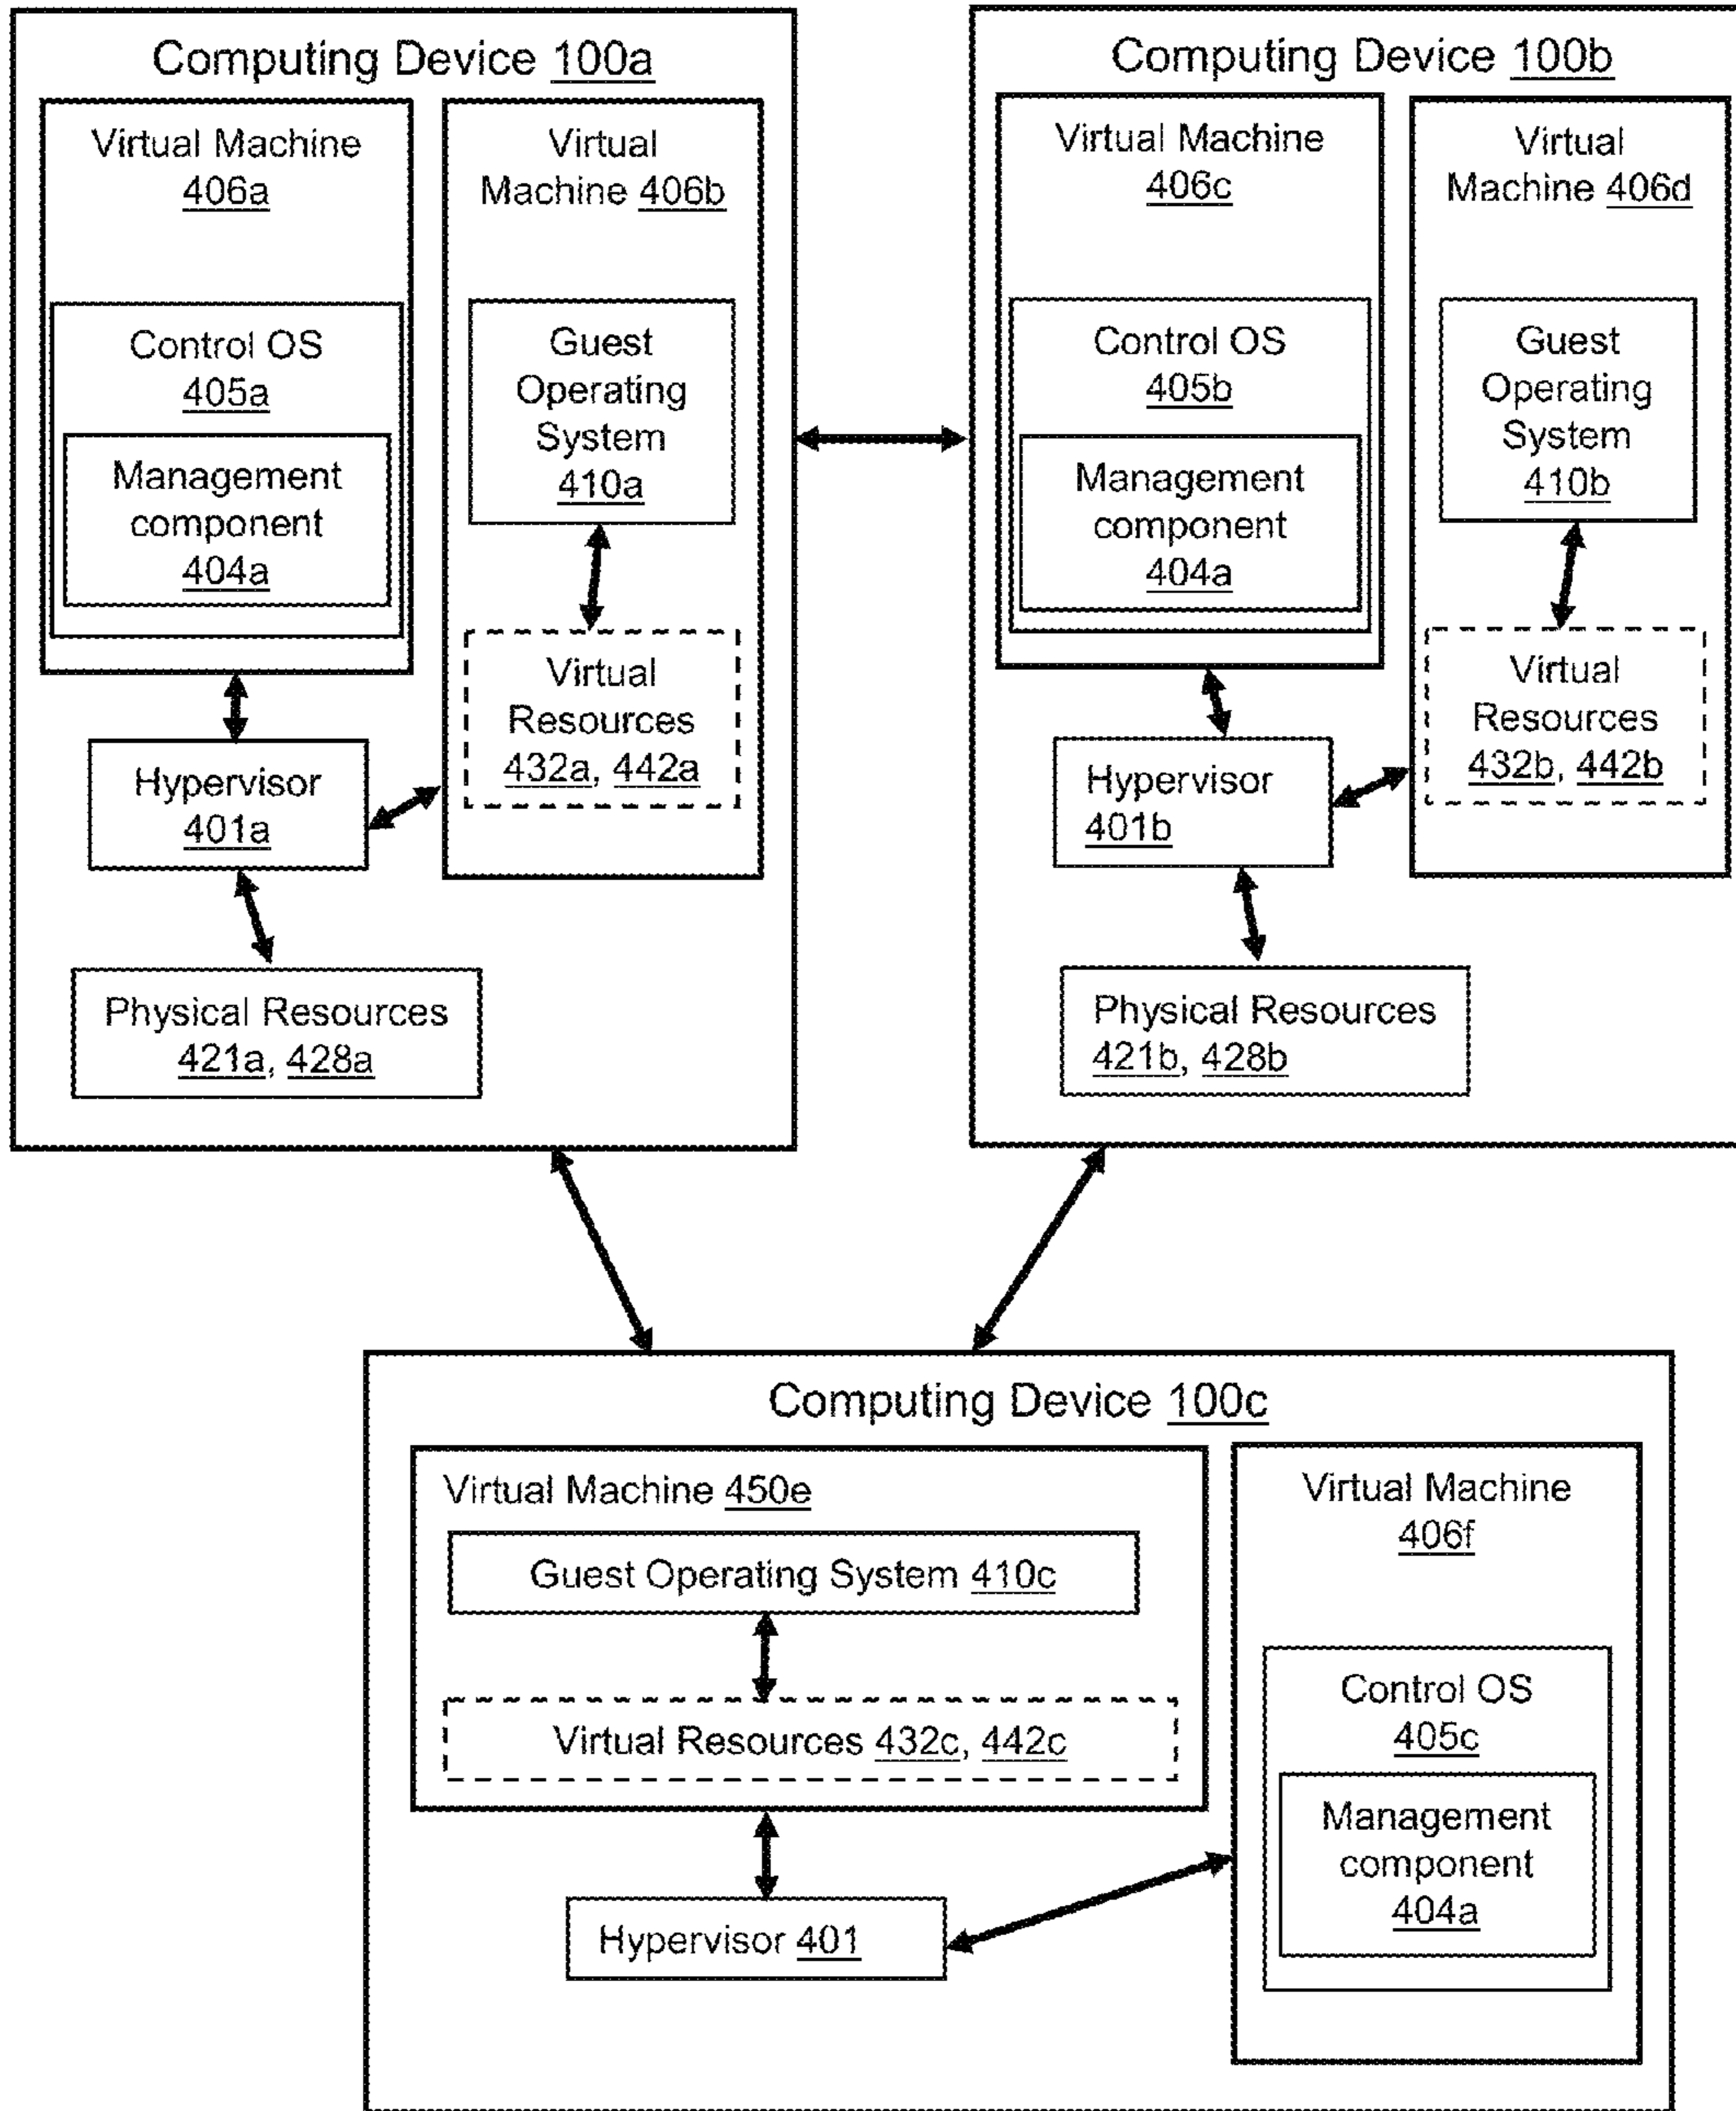 Computing Device 100a
Virtual Machine
406a
Control OS
405a
Management
component
404a
Virtual
Machine 406b
Guest
Operating
System
410a
Virtual
Resources
432a, 442a
Hypervisor
401a
Physical Resources
421a, 428a
Computing Device 100b
Virtual Machine
406c
Control OS
405b
Management
component
404a
Virtual
Machine 406d
Guest
Operating
System
410b
Virtual
Resources
432b, 442b
Hypervisor
401b
Physical Resources
421b, 428b
Computing Device 100c
Virtual Machine 450e
Guest Operating System 410c
Virtual Resources 432c, 442c
Hypervisor 401
Virtual Machine
406f
Control OS
405c
Management
component
404a